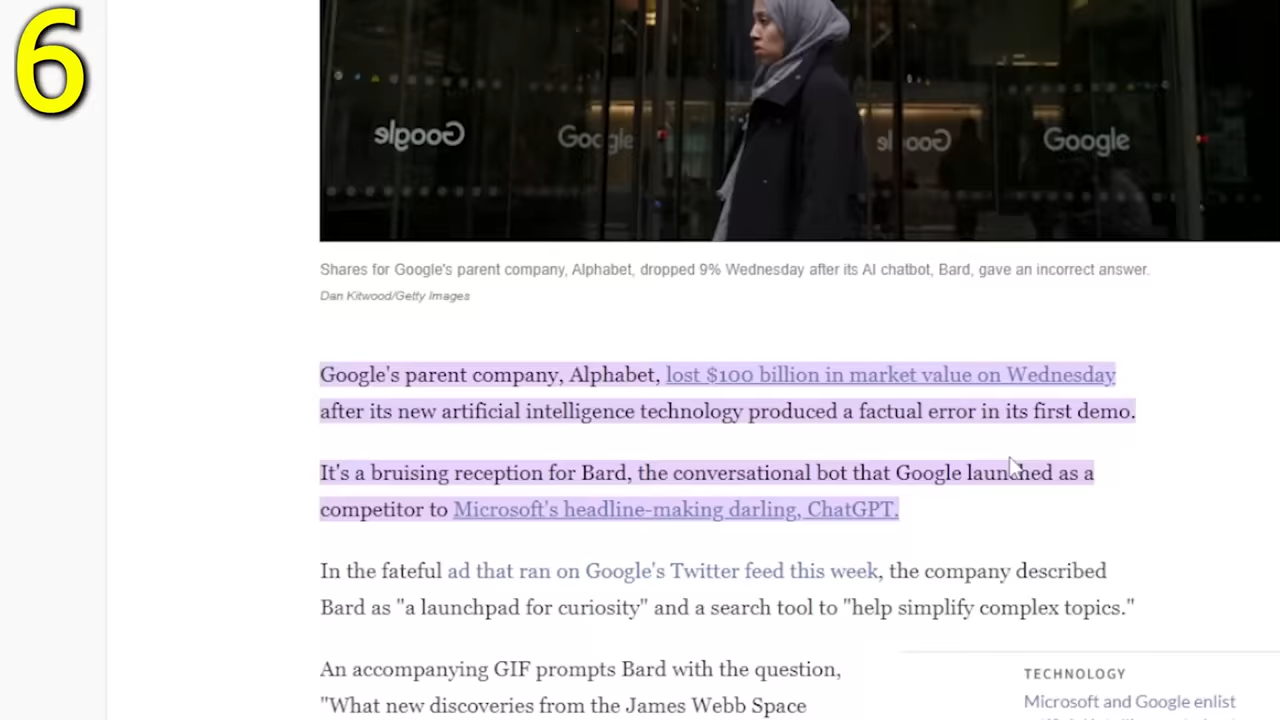 6
Google Google Google Google
Shares for Google's parent company, Alphabet, dropped 9% Wednesday after its AI chatbot, Bard, gave an incorrect answer.
Dan Kitwood/Getty Images
Google's parent company, Alphabet, lost $100 billion in market value on Wednesday
after its new artificial intelligence technology produced a factual error in its first demo.
It's a bruising reception for Bard, the conversational bot that Google launched as a
competitor to Microsoft's headline-making darling, ChatGPT.
In the fateful ad that ran on Google's Twitter feed this week, the company described
Bard as "a launchpad for curiosity" and a search tool to "help simplify complex topics."
An accompanying GIF prompts Bard with the question,
"What new discoveries from the James Webb Space
TECHNOLOGY
Microsoft and Google enlist